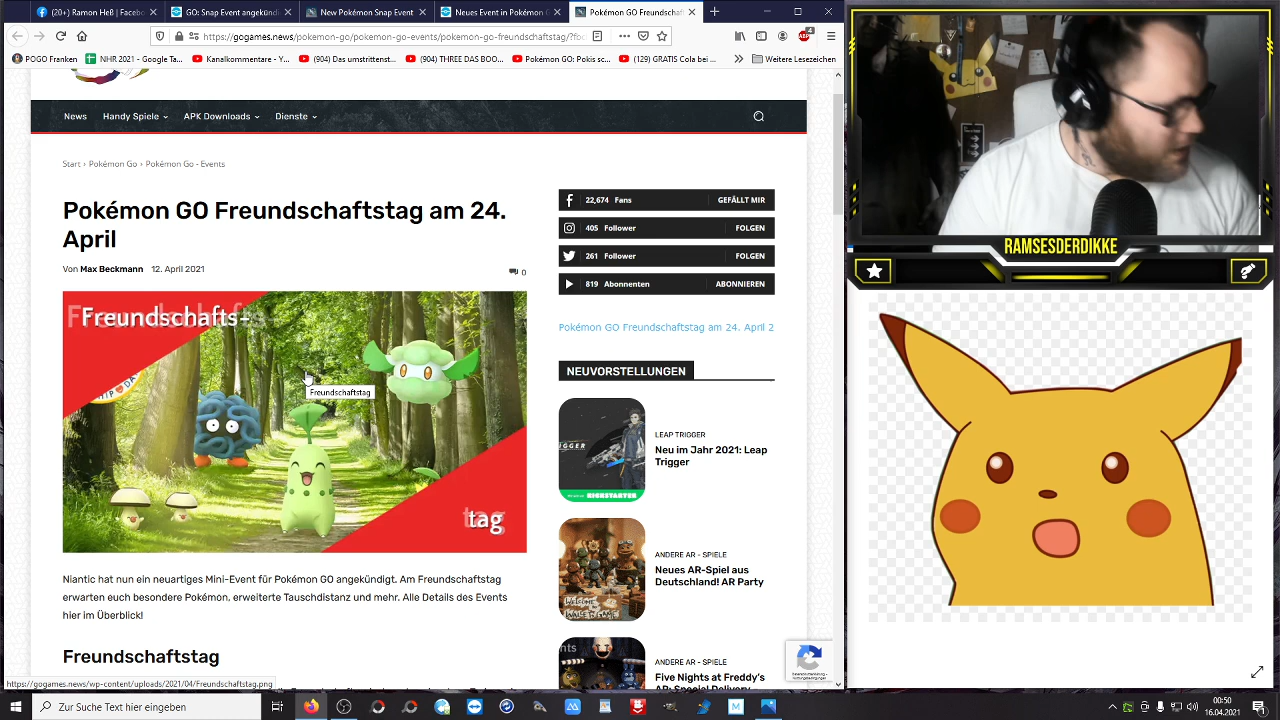 (20+) Ramon Heß | Facebo
GO: Snap Event angekündi
New Pokémon Snap Event
Neues Event in Pokémon G
Pokémon GO Freundschaftst
https://gogames.news/pokemon-go/pokemon-go-events/pokemon-go-freundschaftstag/?fbc
4
POGO Franken
NHR 2021 - Google Ta...
Kanalkommentare - Y...
(904) Das umstrittenst...
(904) THREE DAS BOO...
Pokémon GO: Pokis sc...
(129) GRATIS Cola bei ...
Weitere Lesezeichen
News
Handy Spiele
APK Downloads
Dienste
Start › Pokémon Go › Pokémon Go - Events
Pokémon GO Freundschaftstag am 24.
April
Von Max Beckmann 12. April 2021
0
Freundschafts-
Freundschaftstag
tag
Niantic hat nun ein neuartiges Mini-Event für Pokémon GO angekündigt. Am Freundschaftstag
erwarten euch besondere Pokémon, erweiterte Tauschdistanz und mehr. Alle Details des Events
hier im Überblick!
Freundschaftstag
22,674 Fans GEFÄLLT MIR
405 Follower FOLGEN
261 Follower FOLGEN
819 Abonnenten ABONNIEREN
Pokémon GO Freundschaftstag am 24. April 2
NEUVORSTELLUNGEN
KICKSTARTER
LEAP TRIGGER
Neu im Jahr 2021: Leap
Trigger
ANDERE AR - SPIELE
Neues AR-Spiel aus
Deutschland! AR Party
ANDERE AR - SPIELE
Five Nights at Freddy's
AR: Special Delivery
https://gogames.news/wp-content/uploads/2021/04/Freundschaftstag.png
RAMSESDERDIKKE
Zur Suche Text hier eingeben
00:50
16.04.2021